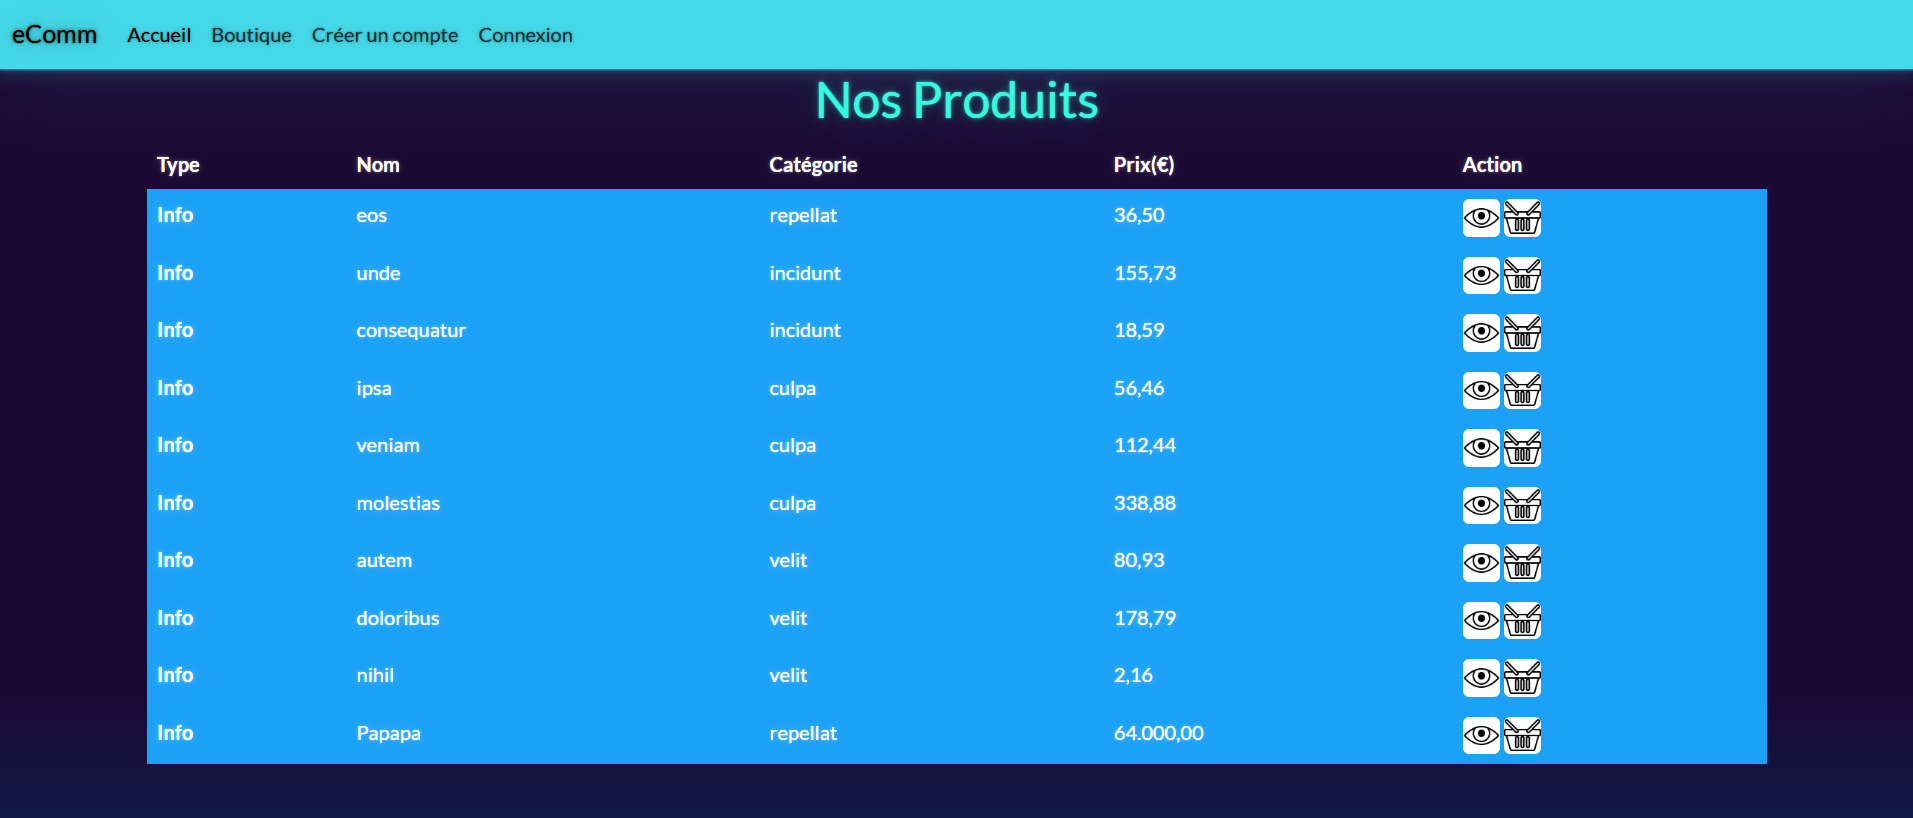 eComm Accueil Boutique Créer un compte Connexion
Nos Produits
Type Nom Catégorie Prix(€) Action
Info eos repellat 36,50
Info unde incidunt 155,73
Info consequatur incidunt 18,59
Info ipsa culpa 56,46
Info veniam culpa 112,44
Info molestias culpa 338,88
Info autem velit 80,93
Info doloribus velit 178,79
Info nihil velit 2,16
Info Papapa repellat 64.000,00